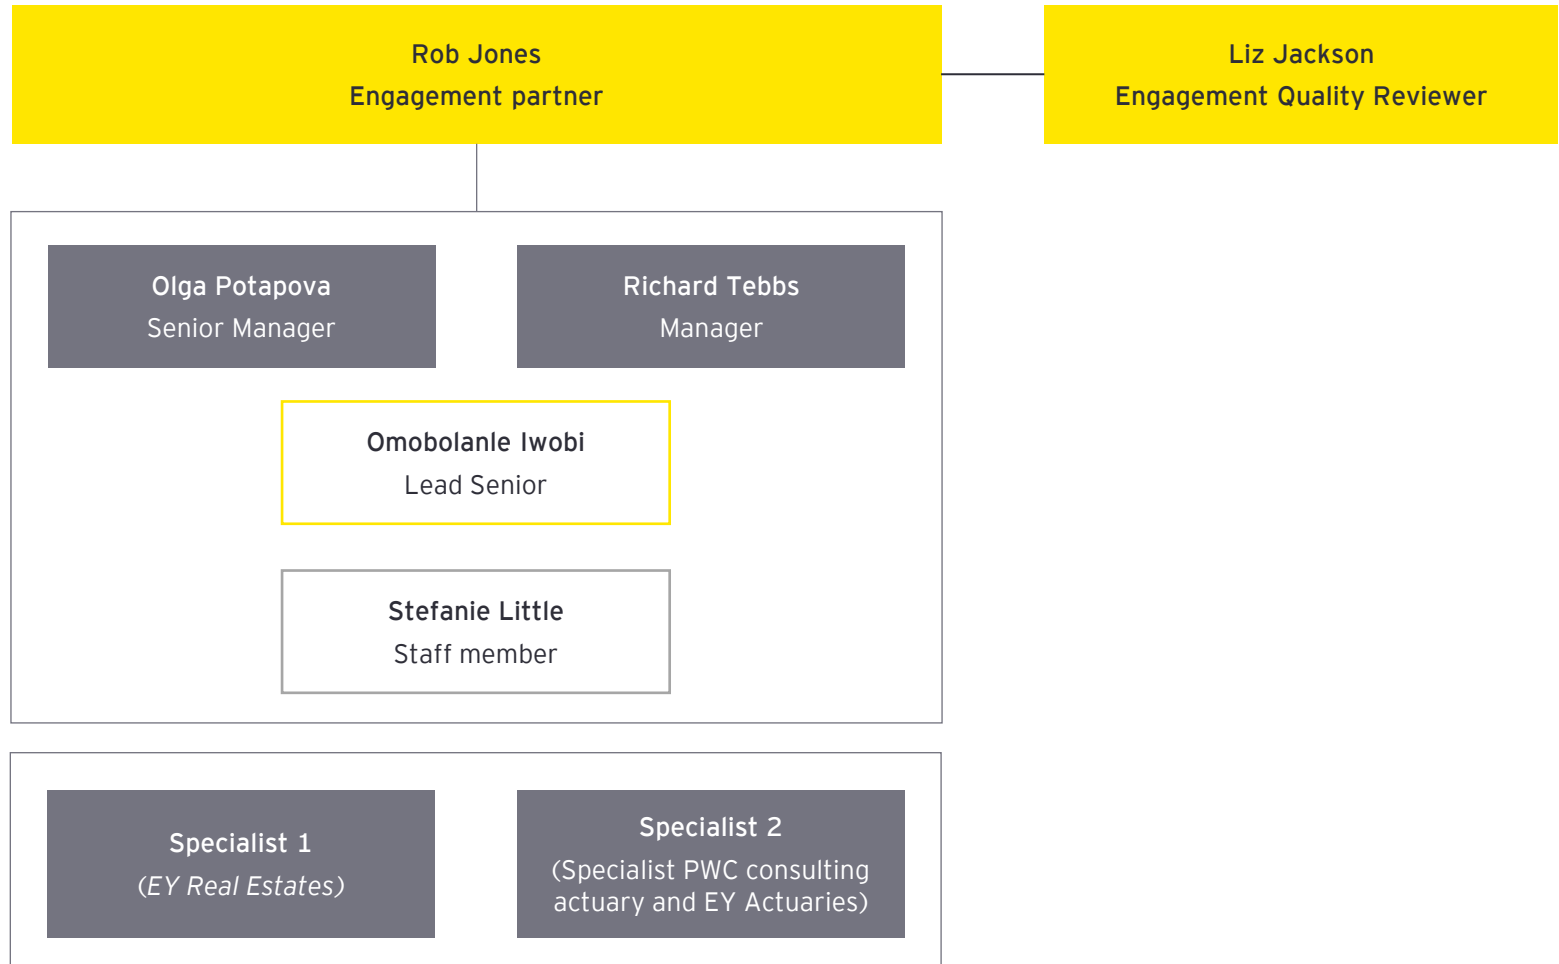 Rob Jones
Engagement partner
Liz Jackson
Engagement Quality Reviewer
Olga Potapova
Senior Manager
Richard Tebbs
Manager
Omobolanle Iwobi
Lead Senior
Stefanie Little
Staff member
Specialist 1
(EY Real Estates)
Specialist 2
(Specialist PWC consulting
actuary and EY Actuaries)